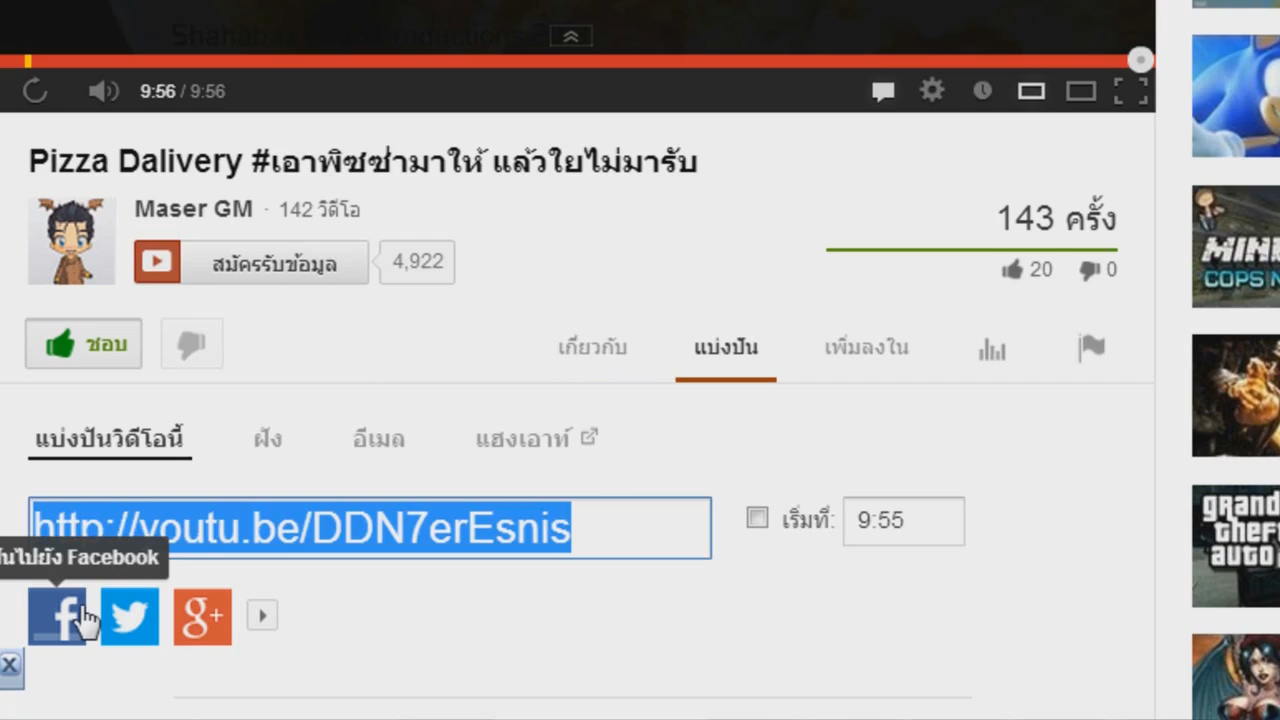 9:56 / 9:56
Pizza Dalivery #เอาพิซซ่ามาให้ แล้วใยไม่มารับ
Maser GM · 142 วิดีโอ
สมัครรับข้อมูล 4,922
143 ครั้ง
20 0
ชอบ
เกี่ยวกับ แบ่งปัน เพิ่มลงใน
แบ่งปันวิดีโอนี้ ฝัง อีเมล แฮงเอาท์
http://youtu.be/DDN7erEsnis
เริ่มที่: 9:55
Facebook
f g+
grand
theft
auto